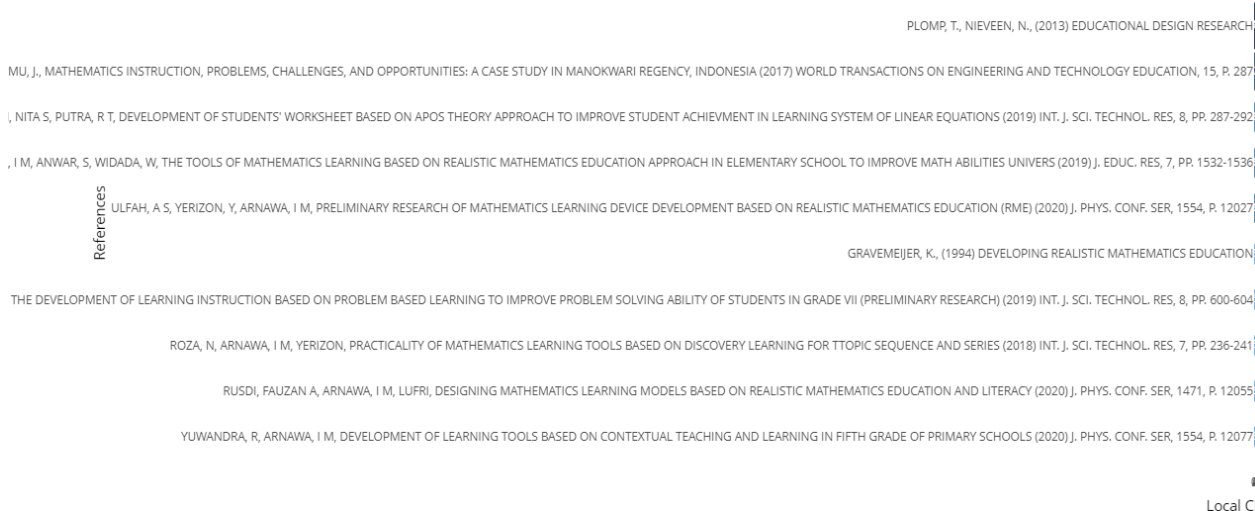 PLOMP, T., NIEVEEN, N., (2013) EDUCATIONAL DESIGN RESEARCH
MU, J., MATHEMATICS INSTRUCTION, PROBLEMS, CHALLENGES, AND OPPORTUNITIES: A CASE STUDY IN MANOKWARI REGENCY, INDONESIA (2017) WORLD TRANSACTIONS ON ENGINEERING AND TECHNOLOGY EDUCATION, 15, P. 287
, NITA S, PUTRA, R T, DEVELOPMENT OF STUDENTS' WORKSHEET BASED ON APOS THEORY APPROACH TO IMPROVE STUDENT ACHIEVMENT IN LEARNING SYSTEM OF LINEAR EQUATIONS (2019) INT. J. SCI. TECHNOL. RES, 8, PP. 287-292
, I M, ANWAR, S, WIDADA, W, THE TOOLS OF MATHEMATICS LEARNING BASED ON REALISTIC MATHEMATICS EDUCATION APPROACH IN ELEMENTARY SCHOOL TO IMPROVE MATH ABILITIES UNIVERS (2019) J. EDUC. RES, 7, PP. 1532-1536
References
ULFAH, A S, YERIZON, Y, ARNAWA, I M, PRELIMINARY RESEARCH OF MATHEMATICS LEARNING DEVICE DEVELOPMENT BASED ON REALISTIC MATHEMATICS EDUCATION (RME) (2020) J. PHYS. CONF. SER, 1554, P. 12027
GRAVEMEIJER, K., (1994) DEVELOPING REALISTIC MATHEMATICS EDUCATION
THE DEVELOPMENT OF LEARNING INSTRUCTION BASED ON PROBLEM BASED LEARNING TO IMPROVE PROBLEM SOLVING ABILITY OF STUDENTS IN GRADE VII (PRELIMINARY RESEARCH) (2019) INT. J. SCI. TECHNOL. RES, 8, PP. 600-604
ROZA, N, ARNAWA, I M, YERIZON, PRACTICALITY OF MATHEMATICS LEARNING TOOLS BASED ON DISCOVERY LEARNING FOR TTOPIC SEQUENCE AND SERIES (2018) INT. J. SCI. TECHNOL. RES, 7, PP. 236-241
RUSDI, FAUZAN A, ARNAWA, I M, LUFRI, DESIGNING MATHEMATICS LEARNING MODELS BASED ON REALISTIC MATHEMATICS EDUCATION AND LITERACY (2020) J. PHYS. CONF. SER, 1471, P. 12055
YUWANDRA, R, ARNAWA, I M, DEVELOPMENT OF LEARNING TOOLS BASED ON CONTEXTUAL TEACHING AND LEARNING IN FIFTH GRADE OF PRIMARY SCHOOLS (2020) J. PHYS. CONF. SER, 1554, P. 12077
Local C